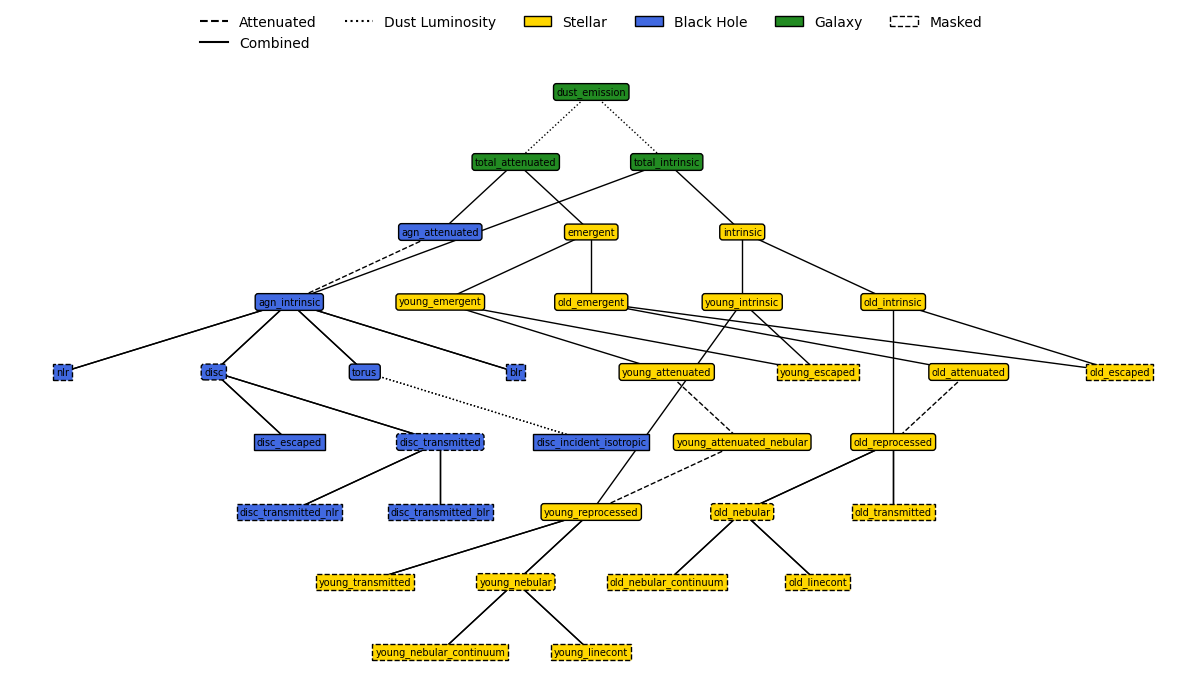 Attenuated
Dust Luminosity
Stellar
Black Hole
Galaxy
Masked
Combined
dust_emission
total_attenuated
total_intrinsic
agn_attenuated
emergent
intrinsic
agn_intrinsic
young_emergent
old_emergent
young_intrinsic
old_intrinsic
nlr
disc
torus
blr
young_attenuated
young_escaped
old_attenuated
old_escaped
disc_escaped
disc_transmitted
disc_incident_isotropic
young_attenuated_nebular
old_reprocessed
disc_transmitted_nlr
disc_transmitted_blr
young_reprocessed
old_nebular
old_transmitted
young_transmitted
young_nebular
old_nebular_continuum
old_linecont
young_nebular_continuum
young_linecont